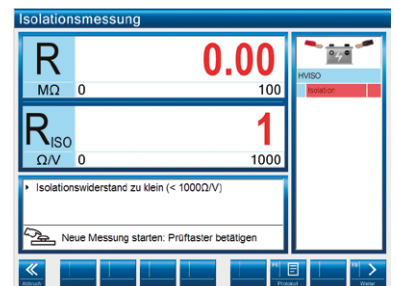 Isolationsmessung
R 0.00
MΩ 0 100
RISO 1
Ω/V 0 1000
HVISO
Isolation
Isolationswiderstand zu klein (< 1000Ω/V)
Neue Messung starten: Prüftaster betätigen
Abbruch
Protokoll
Weiter